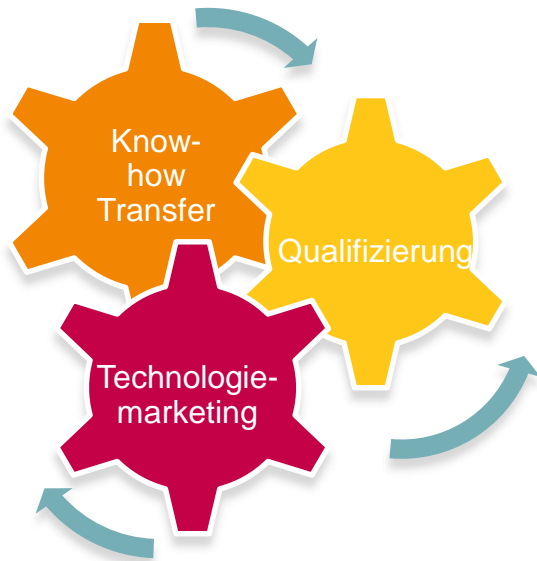 Know-
how
Transfer
Qualifizierung
Technologie-
marketing